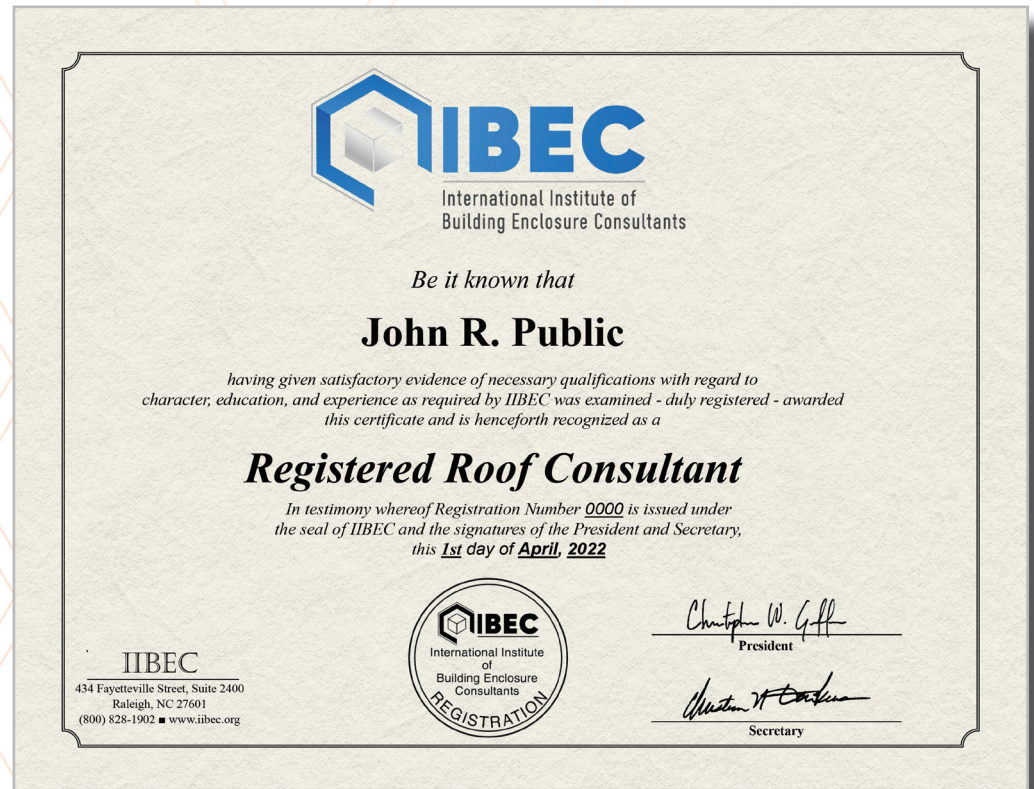 IIBEC
International Institute of
Building Enclosure Consultants
Be it known that
John R. Public
having given satisfactory evidence of necessary qualifications with regard to
character, education, and experience as required by IIBEC was examined - duly registered - awarded
this certificate and is henceforth recognized as a
Registered Roof Consultant
In testimony whereof Registration Number 0000 is issued under
the seal of IIBEC and the signatures of the President and Secretary,
this 1st day of April, 2022
IIBEC
434 Fayetteville Street, Suite 2400
Raleigh, NC 27601
(800) 828-1902 ■ www.iibec.org
IIBEC
International Institute
of
Building Enclosure
Consultants
REGISTRATION
President
Secretary